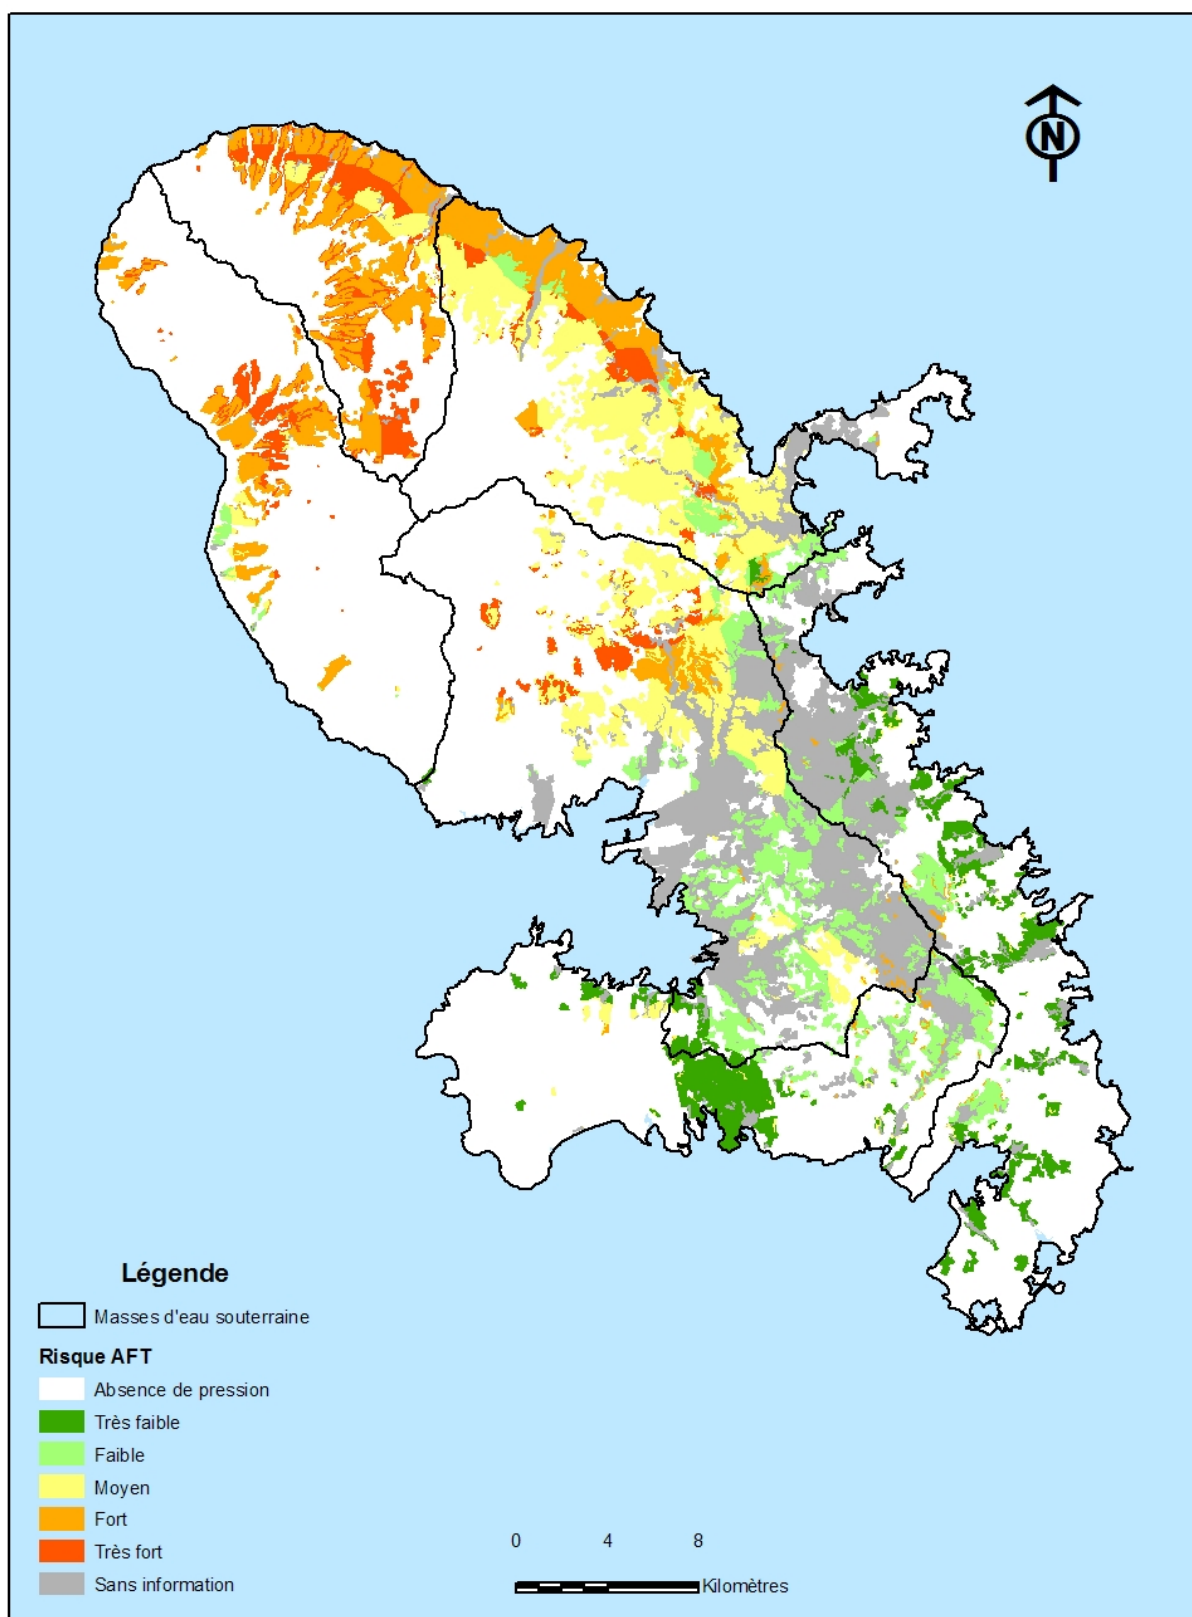 N
Légende
Masses d'eau souterraine
Risque AFT
Absence de pression
Très faible
Faible
Moyen
Fort
Très fort
Sans information
0 4 8
Kilomètres